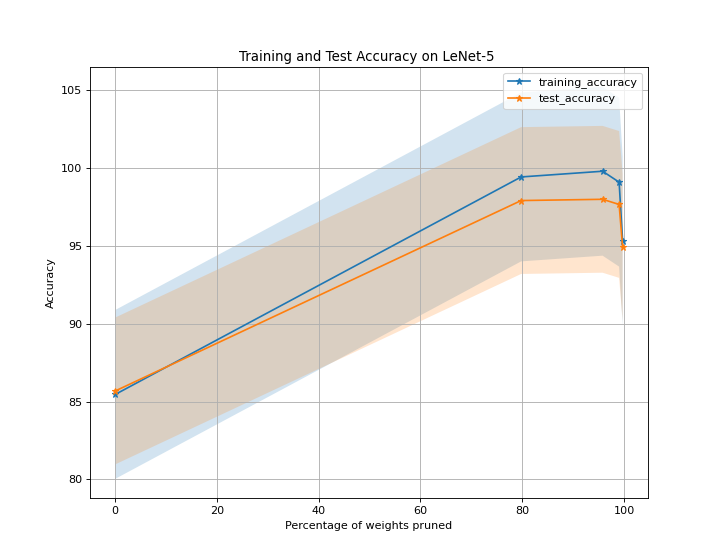 Training and Test Accuracy on LeNet-5
training_accuracy
test_accuracy
105
100
95
90
85
80
Accuracy
0 20 40 60 80 100
Percentage of weights pruned